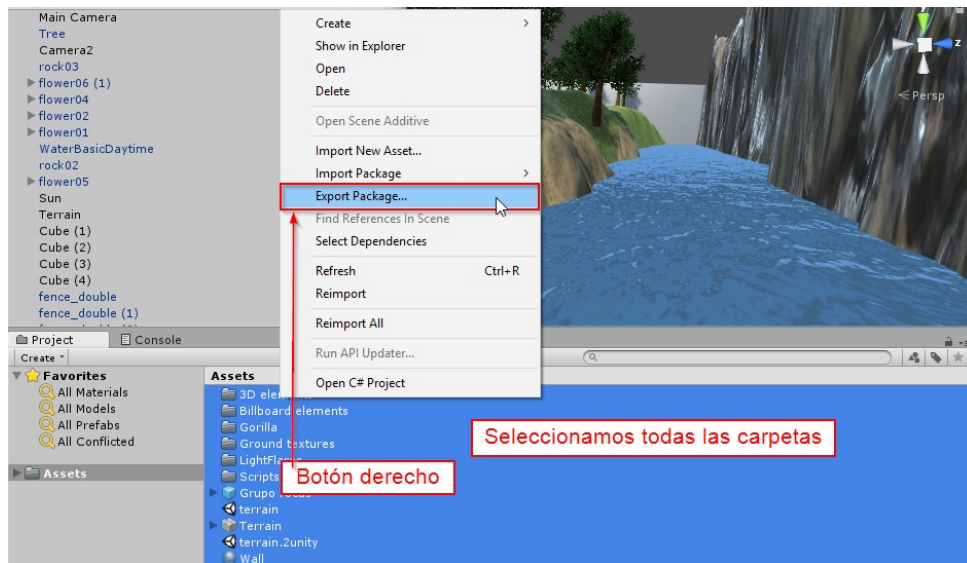 Main Camera
Tree
Camera2
rock03
flower06 (1)
flower04
flower02
flower01
WaterBasicDaytime
rock02
flower05
Sun
Terrain
Cube (1)
Cube (2)
Cube (3)
Cube (4)
fence_double
fence_double (1)
Create
Show in Explorer
Open
Delete
Open Scene Additive
Import New Asset...
Import Package
Export Package...
Find References In Scene
Select Dependencies
Refresh Ctrl+R
Reimport
Reimport All
Run API Updater...
Open C# Project
y
z
Persp
Project
Console
Create
Favorites
All Materials
All Models
All Prefabs
All Conflicted
Assets
Assets
3D
Billboard elements
Gorilla
Ground textures
LightFlares
Scripts
Grupo
terrain
Terrain
terrain.2unity
Wall
Seleccionamos todas las carpetas
Botón derecho